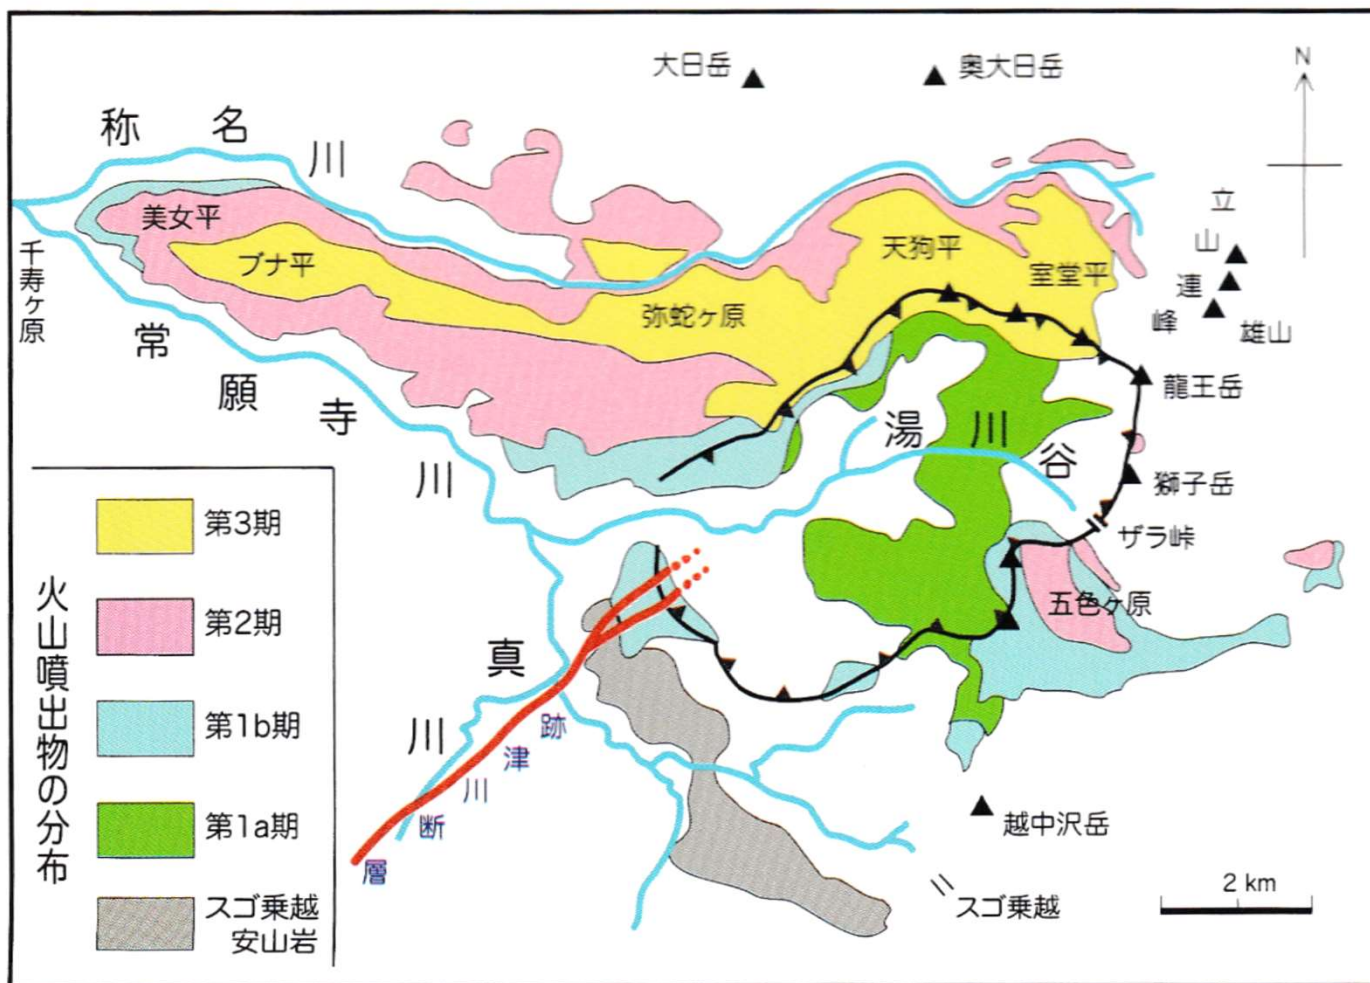 大日岳
奥大日岳
N
称名川
美女平
千寿ヶ原
ブナ平
天狗平
室堂平
弥蛇ヶ原
立山連峰
雄山
常願寺川
龍王岳
湯川谷
獅子岳
ザラ峠
五色ヶ原
真川
跡津川断層
越中沢岳
スゴ乗越
2 km
火山噴出物の分布
第3期
第2期
第1b期
第1a期
スゴ乗越
安山岩